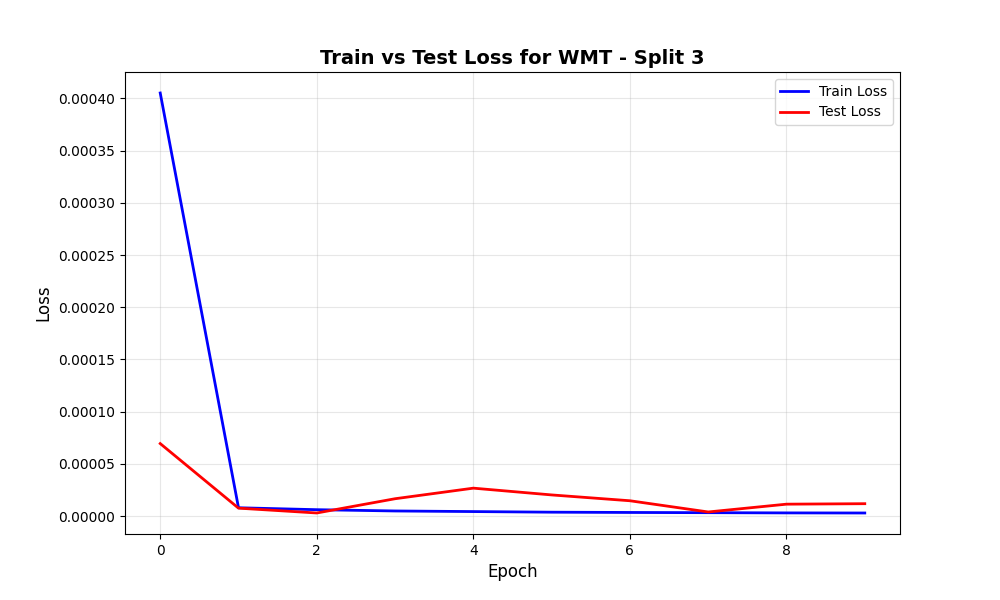 Train vs Test Loss for WMT - Split 3
Train Loss
Test Loss
0.00040
0.00035
0.00030
0.00025
0.00020
0.00015
0.00010
0.00005
0.00000
Loss
0 2 4 6 8
Epoch